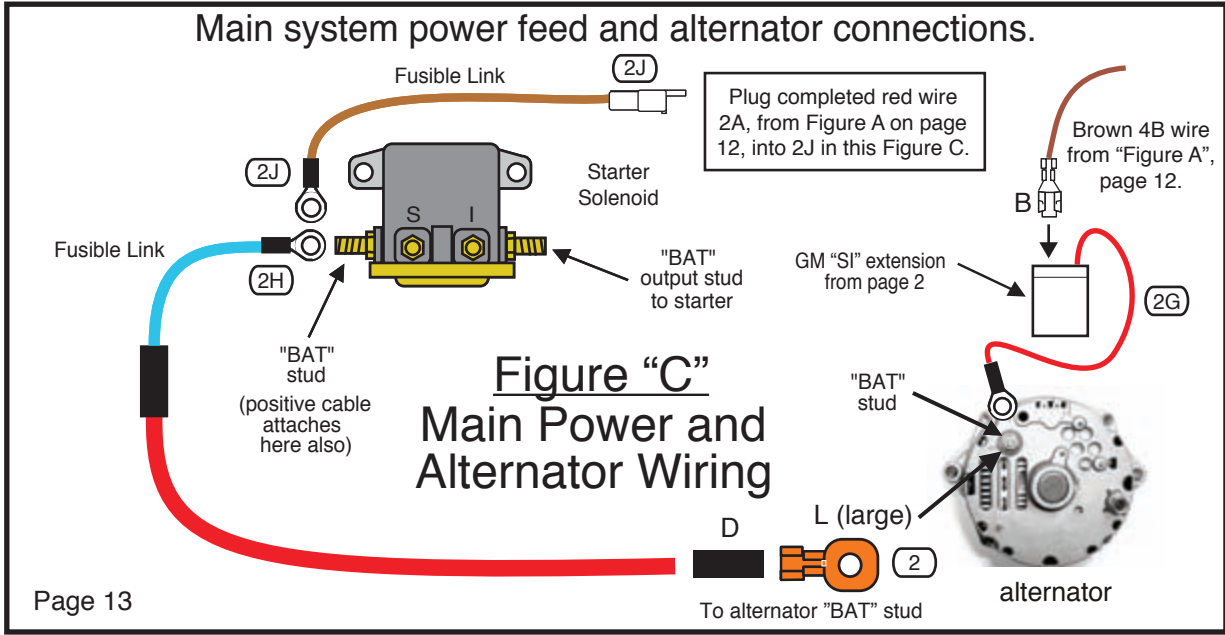 Main system power feed and alternator connections.
Fusible Link
2J
Plug completed red wire
2A, from Figure A on page
12, into 2J in this Figure C.
Brown 4B wire
from “Figure A”,
page 12.
2J
Starter
Solenoid
B
S
I
Fusible Link
2H
"BAT"
output stud
to starter
GM “SI” extension
from page 2
2G
"BAT"
stud
(positive cable
attaches
here also)
Figure “C”
Main Power and
Alternator Wiring
"BAT"
stud
D
L (large)
2
To alternator "BAT" stud
alternator
Page 13